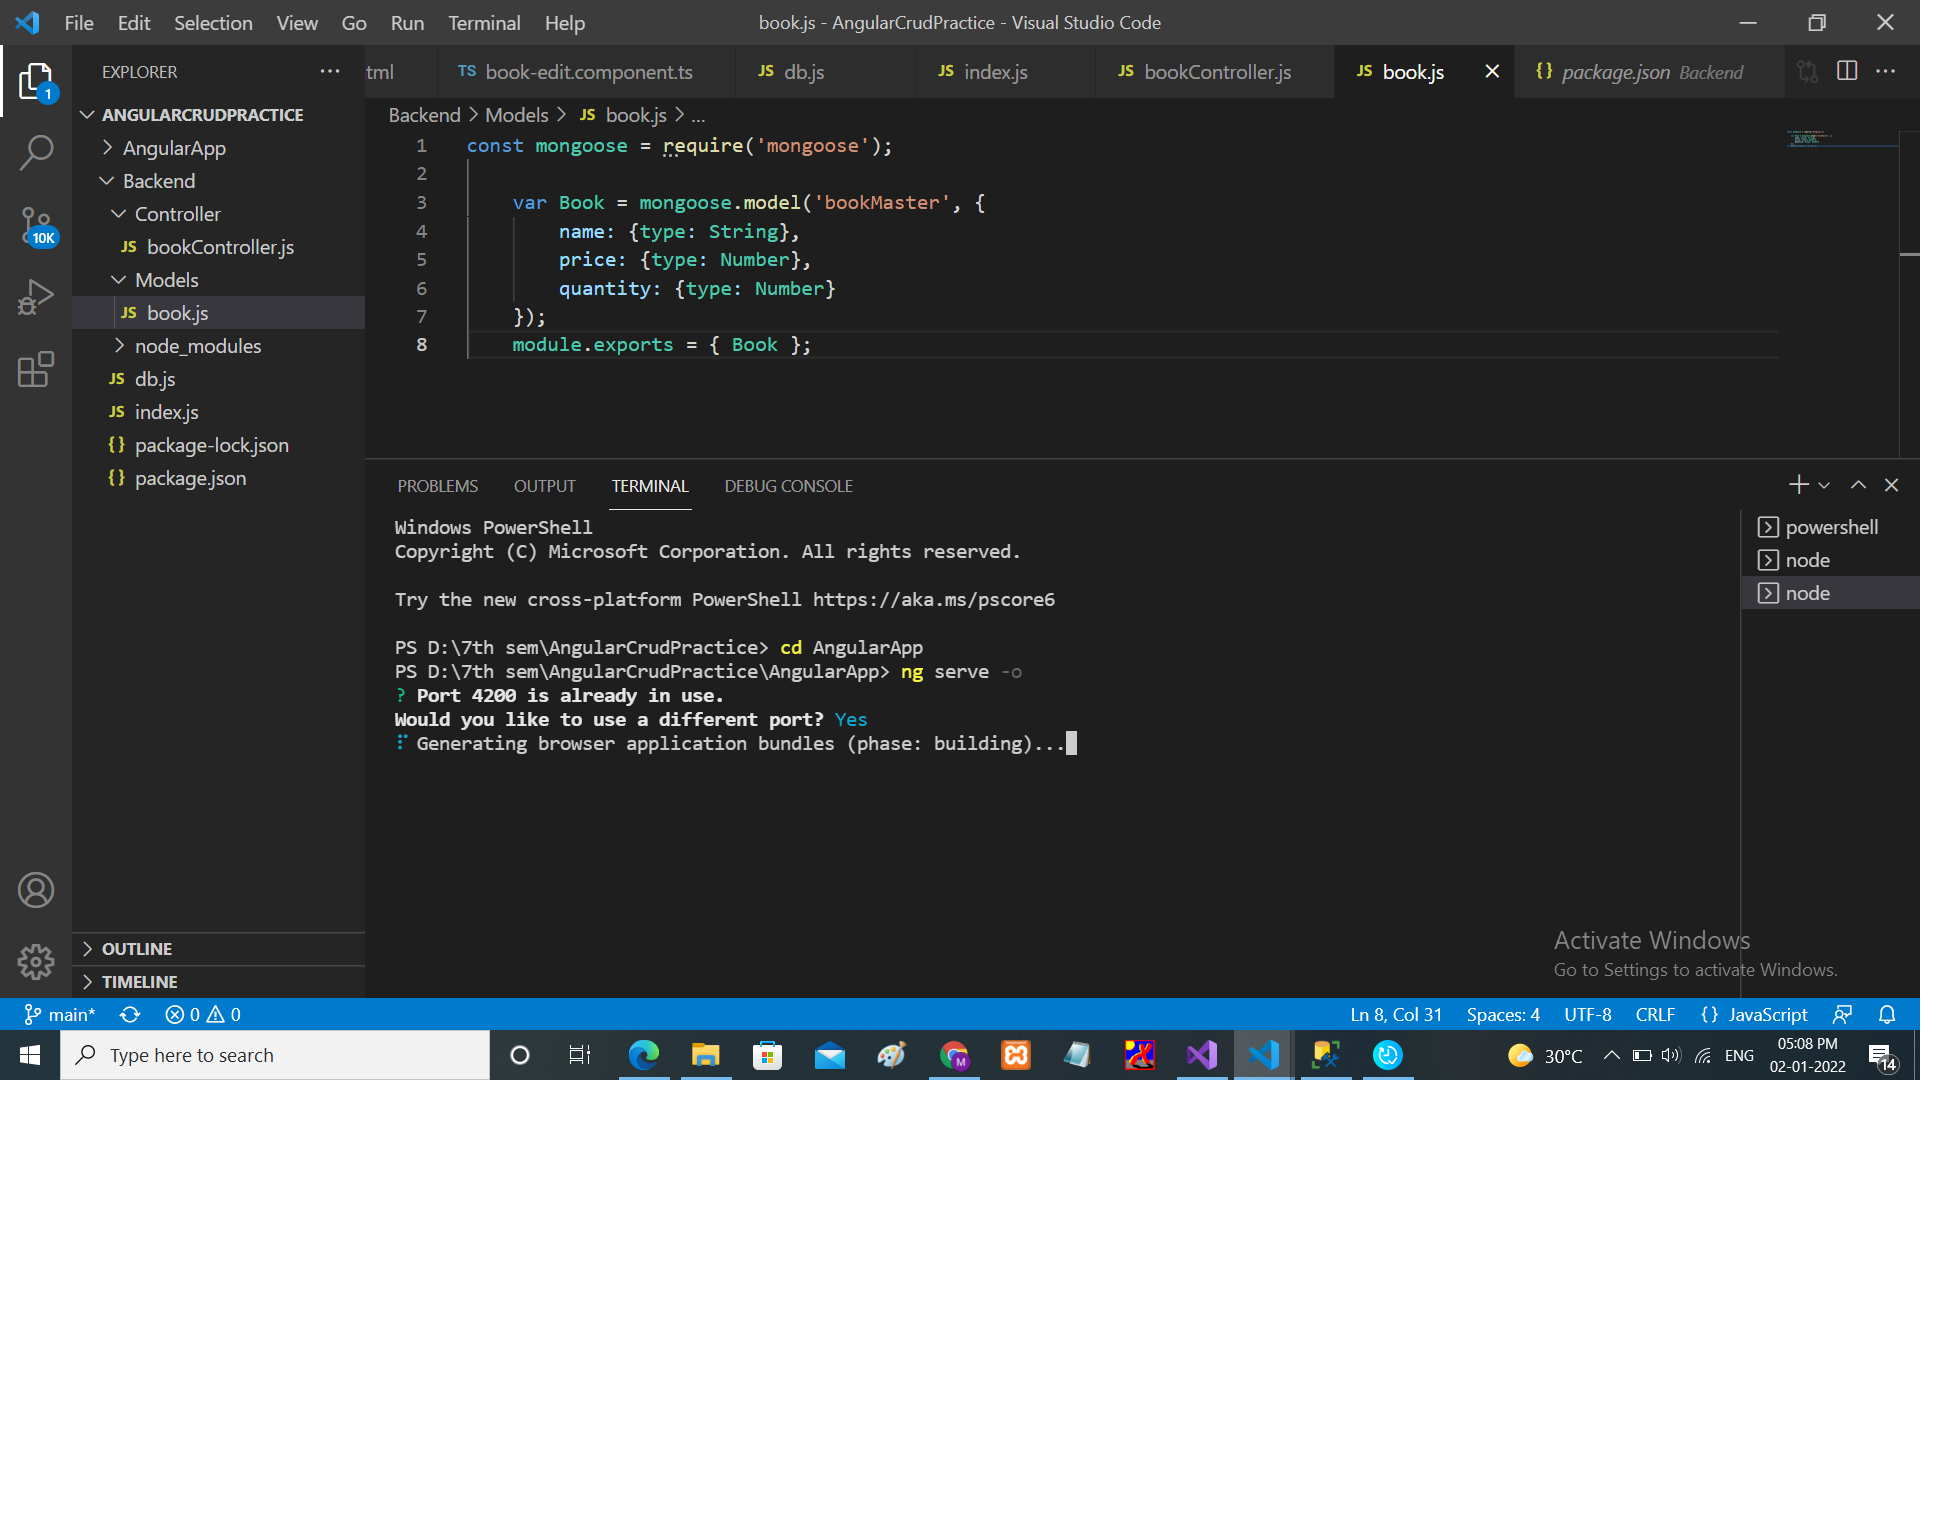 File Edit Selection View Go Run Terminal Help
book.js - AngularCrudPractice - Visual Studio Code
EXPLORER
tml
TS book-edit.component.ts
JS db.js
JS index.js
JS bookController.js
JS book.js
{} package.json Backend
1
10K
ANGULARCRUDPRACTICE
AngularApp
Backend
Controller
JS bookController.js
Models
JS book.js
node_modules
JS db.js
JS index.js
{} package-lock.json
{} package.json
OUTLINE
TIMELINE
Backend > Models > JS book.js > ...
1 const mongoose = require('mongoose');
2
3 var Book = mongoose.model('bookMaster', {
4 name: {type: String},
5 price: {type: Number},
6 quantity: {type: Number}
7 });
8 module.exports = { Book };
PROBLEMS OUTPUT TERMINAL DEBUG CONSOLE
Windows PowerShell
Copyright (C) Microsoft Corporation. All rights reserved.
Try the new cross-platform PowerShell https://aka.ms/pscore6
PS D:\7th sem\AngularCrudPractice> cd AngularApp
PS D:\7th sem\AngularCrudPractice\AngularApp> ng serve -o
? Port 4200 is already in use.
Would you like to use a different port? Yes
Generating browser application bundles (phase: building)...
powershell
node
node
Activate Windows
Go to Settings to activate Windows.
main* 0 0
Ln 8, Col 31 Spaces: 4 UTF-8 CRLF {} JavaScript
Type here to search
M
30°C ENG
05:08 PM
02-01-2022
14